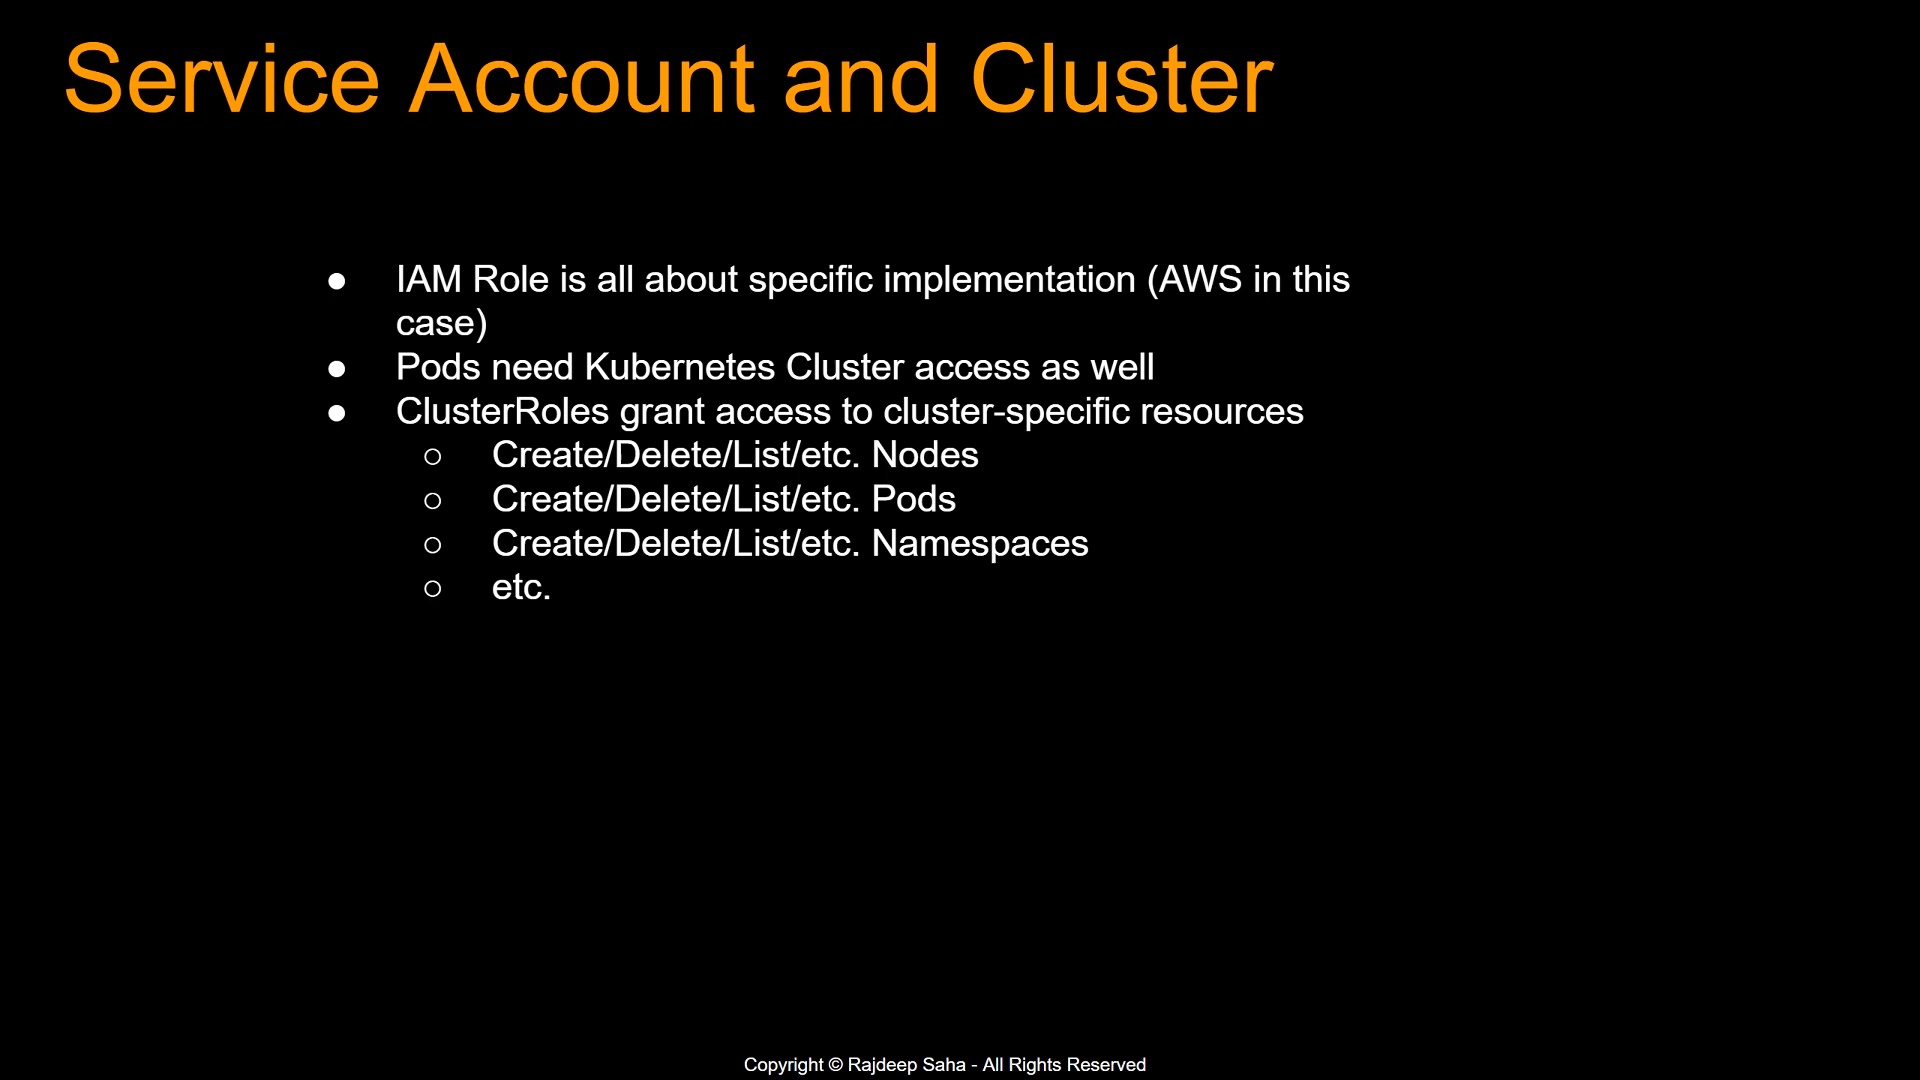 Service Account and Cluster
● IAM Role is all about specific implementation (AWS in this
case)
● Pods need Kubernetes Cluster access as well
● ClusterRoles grant access to cluster-specific resources
○ Create/Delete/List/etc. Nodes
○ Create/Delete/List/etc. Pods
○ Create/Delete/List/etc. Namespaces
○ etc.
Copyright © Rajdeep Saha - All Rights Reserved